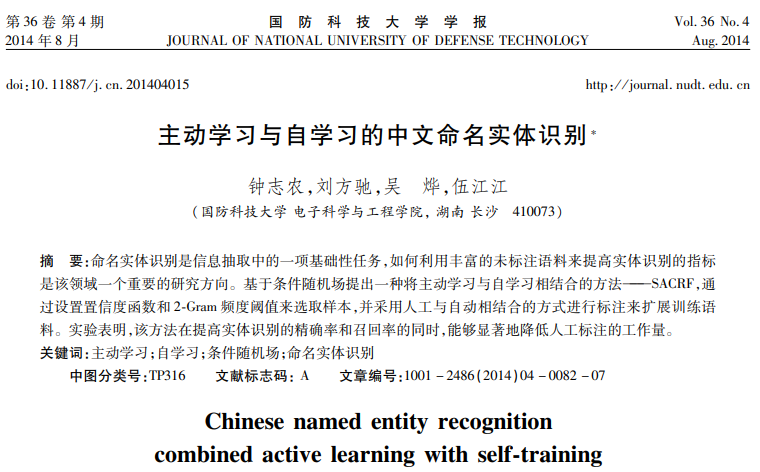 第 36 卷 第 4 期 国 防 科 技 大 学 学 报 Vol. 36 No. 4
2014 年 8 月 JOURNAL OF NATIONAL UNIVERSITY OF DEFENSE TECHNOLOGY Aug. 2014
doi:10.11887/j.cn.201404015 http://journal.nudt.edu.cn
主动学习与自学习的中文命名实体识别*
钟志农,刘方驰,吴 烨,伍江江
(国防科技大学 电子科学与工程学院, 湖南 长沙 410073)
摘 要:命名实体识别是信息抽取中的一项基础性任务,如何利用丰富的未标注语料来提高实体识别的指标
是该领域一个重要的研究方向。基于条件随机场提出一种将主动学习与自学习相结合的方法——SACRF,通
过设置置信度函数和 2-Gram 频度阈值来选取样本,并采用人工与自动相结合的方式进行标注来扩展训练语
料。实验表明,该方法在提高实体识别的精确率和召回率的同时,能够显著地降低人工标注的工作量。
关键词:主动学习;自学习;条件随机场;命名实体识别
中图分类号:TP316 文献标志码: A 文章编号:1001-2486(2014)04-0082-07
Chinese named entity recognition
combined active learning with self-training